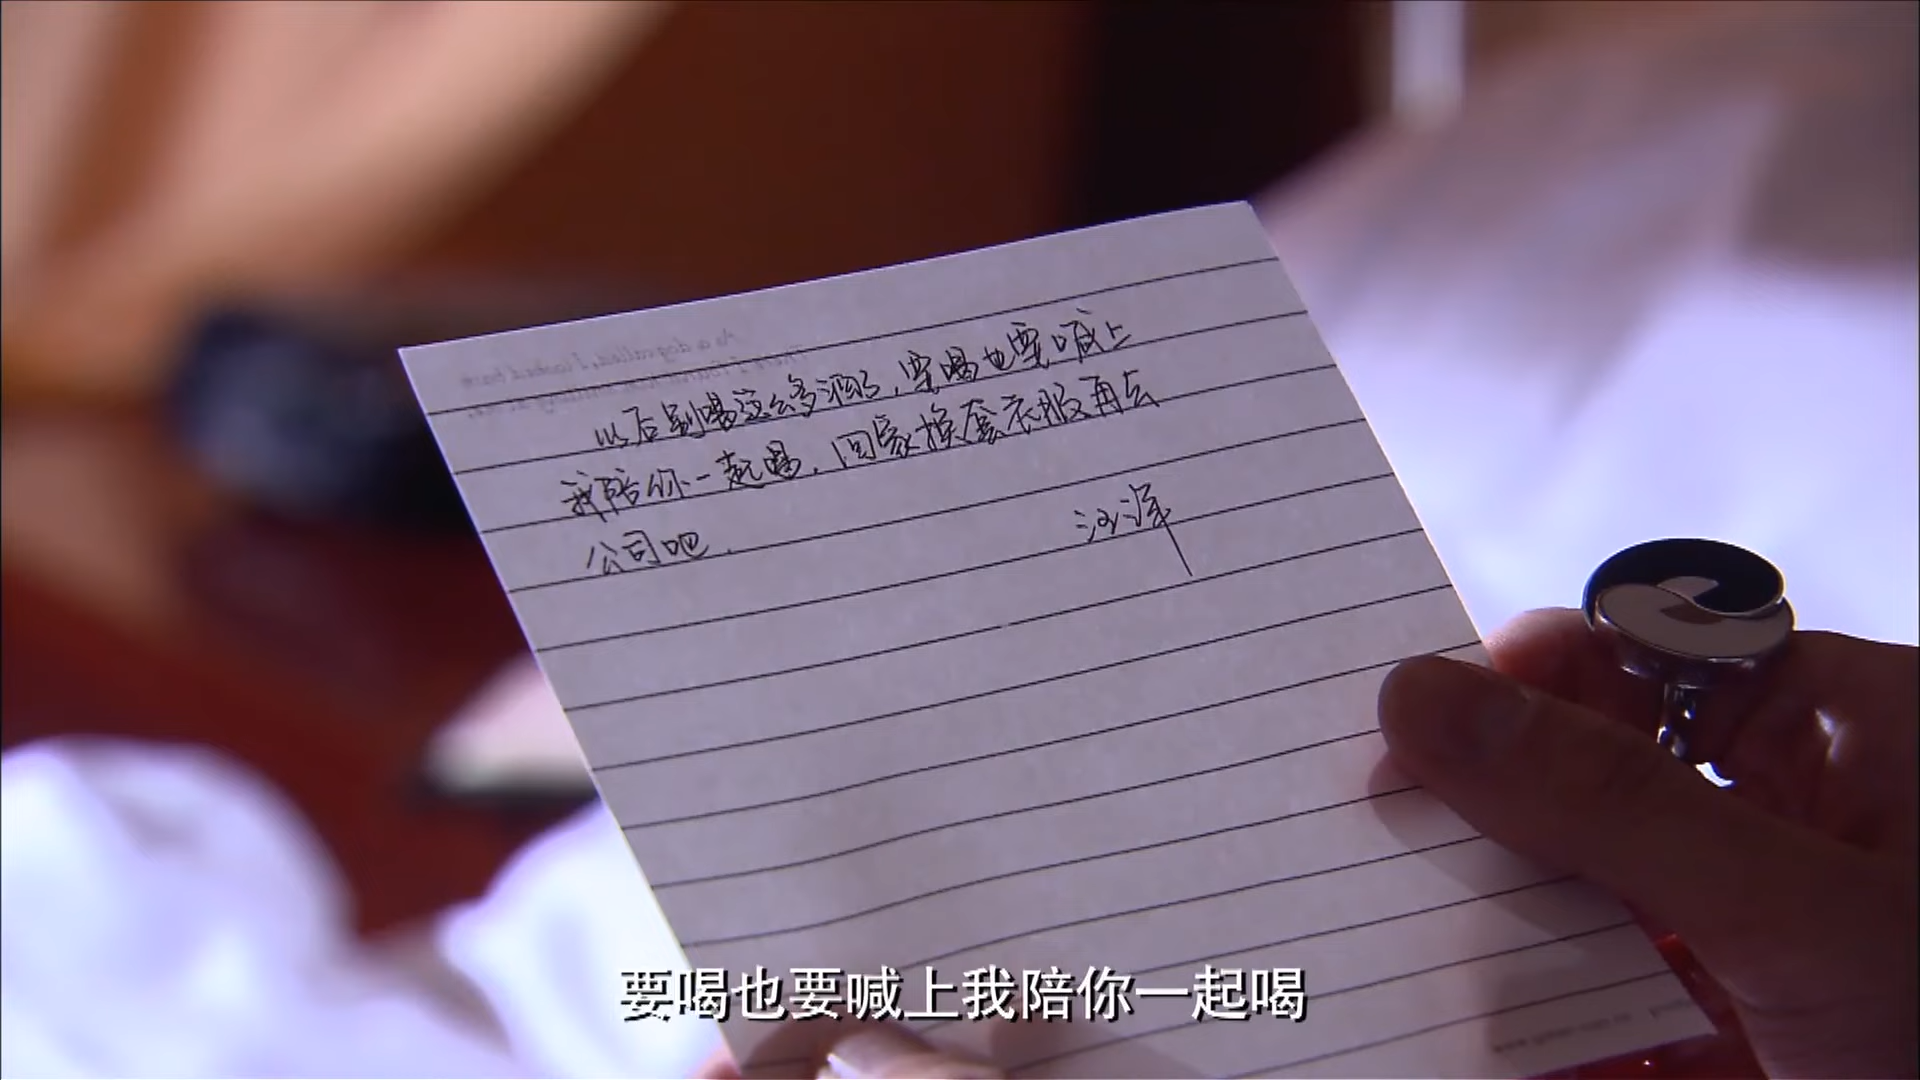 以后别喝这么多酒了，要喝也要喊上
我陪你一起喝，回家换套衣服再去
公司吧.
要喝也要喊上我陪你一起喝